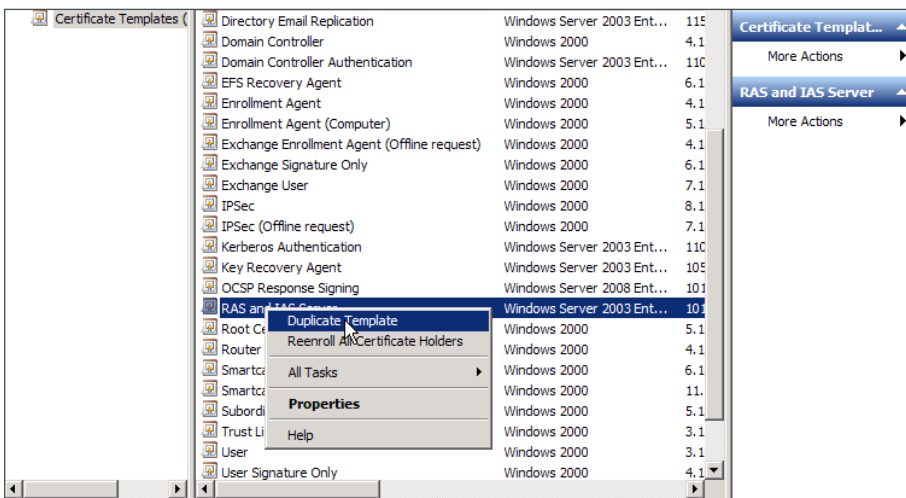 Certificate Templates (
Directory Email Replication Windows Server 2003 Ent... 115
Domain Controller Windows 2000 4.1
Domain Controller Authentication Windows Server 2003 Ent... 110
EFS Recovery Agent Windows 2000 6.1
Enrollment Agent Windows 2000 4.1
Enrollment Agent (Computer) Windows 2000 5.1
Exchange Enrollment Agent (Offline request) Windows 2000 4.1
Exchange Signature Only Windows 2000 6.1
Exchange User Windows 2000 7.1
IPSec Windows 2000 8.1
IPSec (Offline request) Windows 2000 7.1
Kerberos Authentication Windows Server 2003 Ent... 110
Key Recovery Agent Windows Server 2003 Ent... 105
OCSP Response Signing Windows Server 2008 Ent... 101
RAS and IAS Server Windows Server 2003 Ent... 101
Root Ce Windows 2000 5.1
Router Windows 2000 4.1
Smartca Windows 2000 6.1
Smartca Windows 2000 11.
Subordi Windows 2000 5.1
Trust Li Windows 2000 3.1
User Windows 2000 3.1
User Signature Only Windows 2000 4.1
Duplicate Template
Reenroll All Certificate Holders
All Tasks
Properties
Help
Certificate Templat...
More Actions
RAS and IAS Server
More Actions